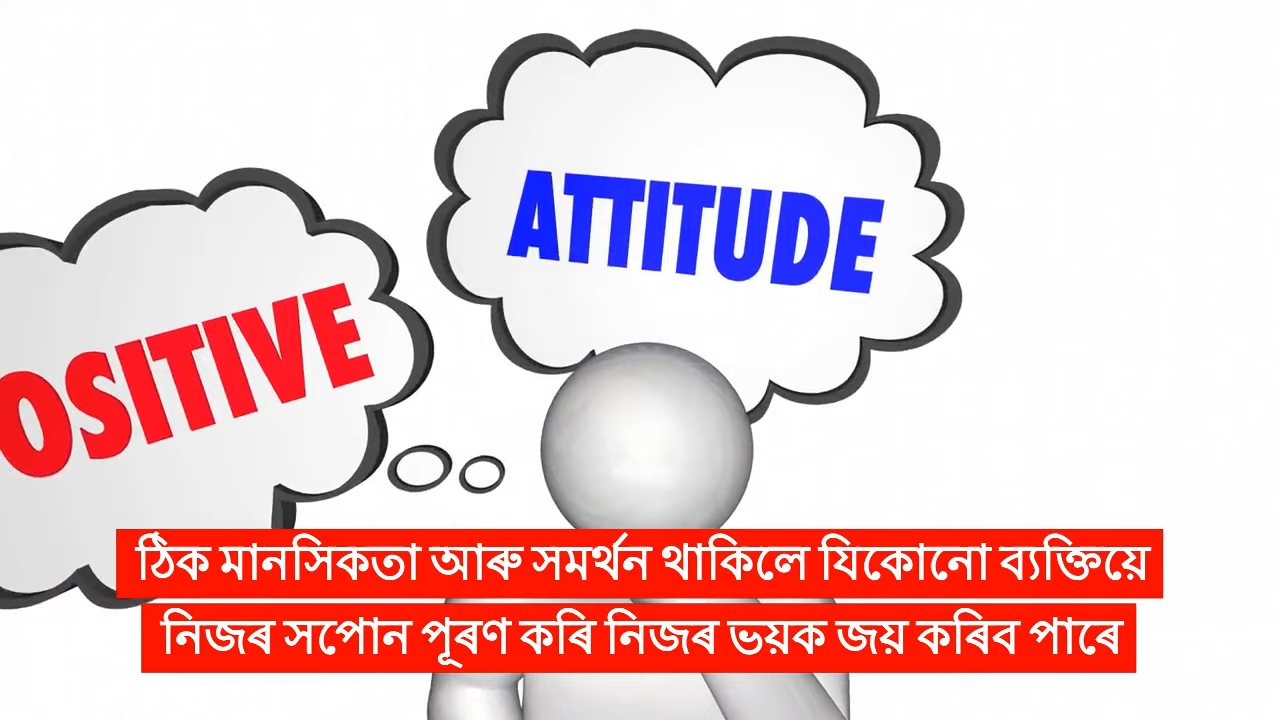 ATTITUDE
OSITIVE
ঠিক মানসিকতা আৰু সমৰ্থন থাকিলে যিকোনো ব্যক্তিয়ে
নিজৰ সপোন পূৰণ কৰি নিজৰ ভয়ক জয় কৰিব পাৰে